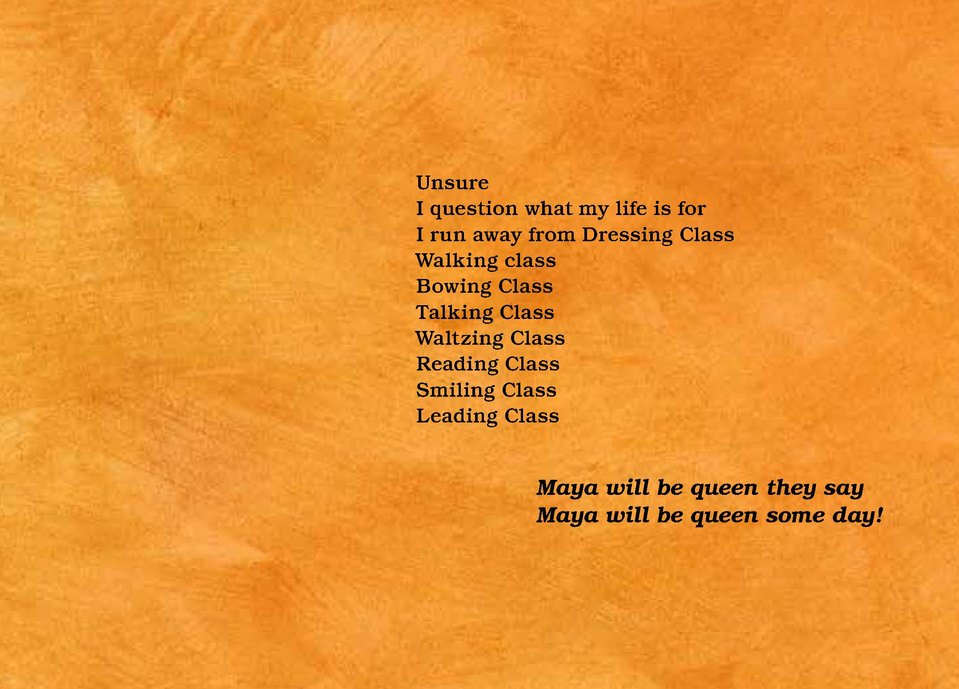 Unsure
I question what my life is for
I run away from Dressing Class
Walking class
Bowing Class
Talking Class
Waltzing Class
Reading Class
Smiling Class
Leading Class
Maya will be queen they say
Maya will be queen some day!